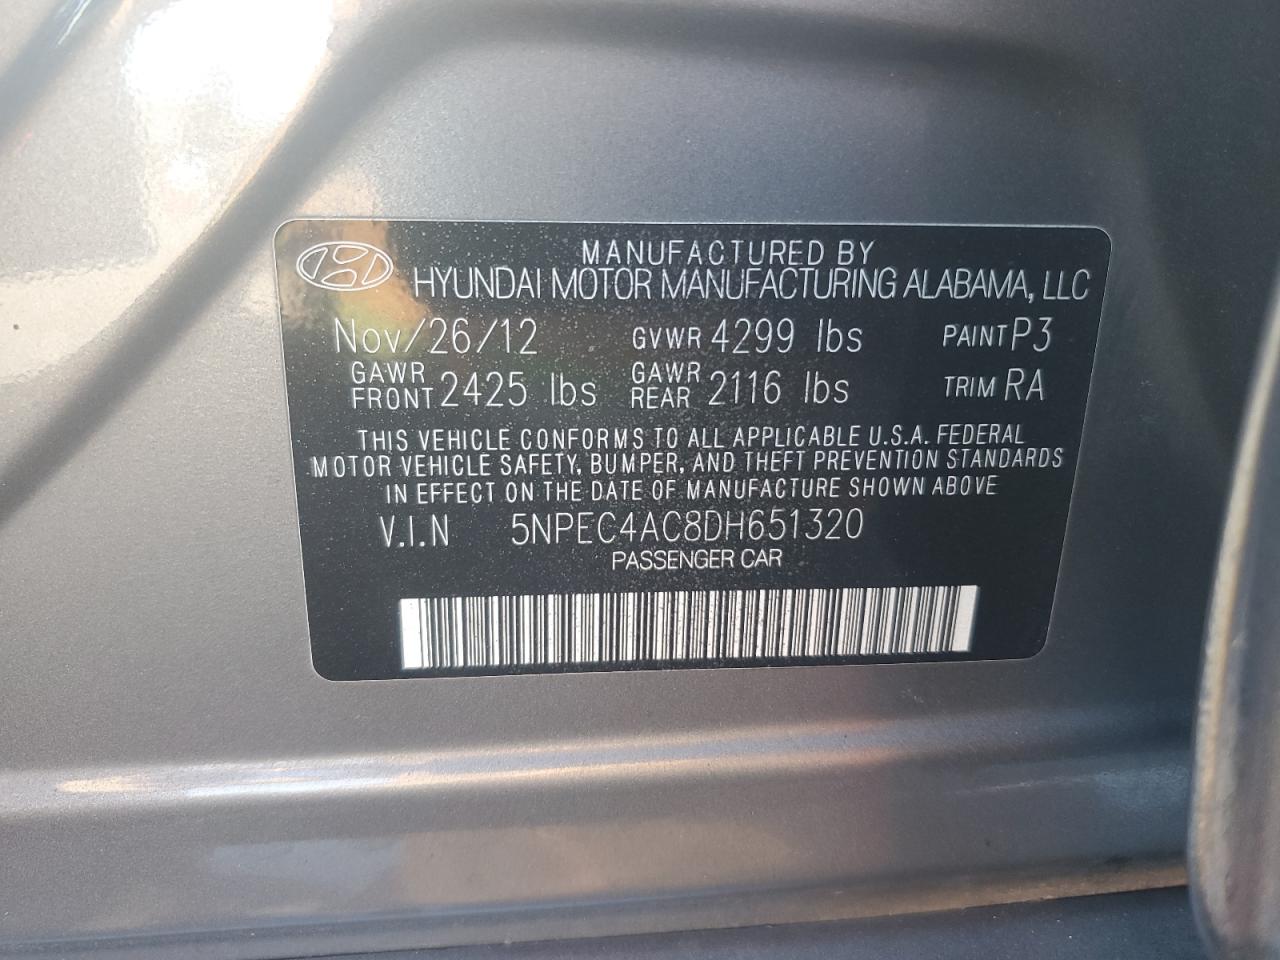 MANUFACTURED BY
HYUNDAI MOTOR MANUFACTURING ALABAMA, LLC
Nov/26/12 GVWR 4299 lbs PAINT P3
GAWR FRONT 2425 lbs GAWR REAR 2116 lbs TRIM RA
THIS VEHICLE CONFORMS TO ALL APPLICABLE U.S.A. FEDERAL
MOTOR VEHICLE SAFETY, BUMPER, AND THEFT PREVENTION STANDARDS
IN EFFECT ON THE DATE OF MANUFACTURE SHOWN ABOVE
V.I.N 5NPEC4AC8DH651320
PASSENGER CAR